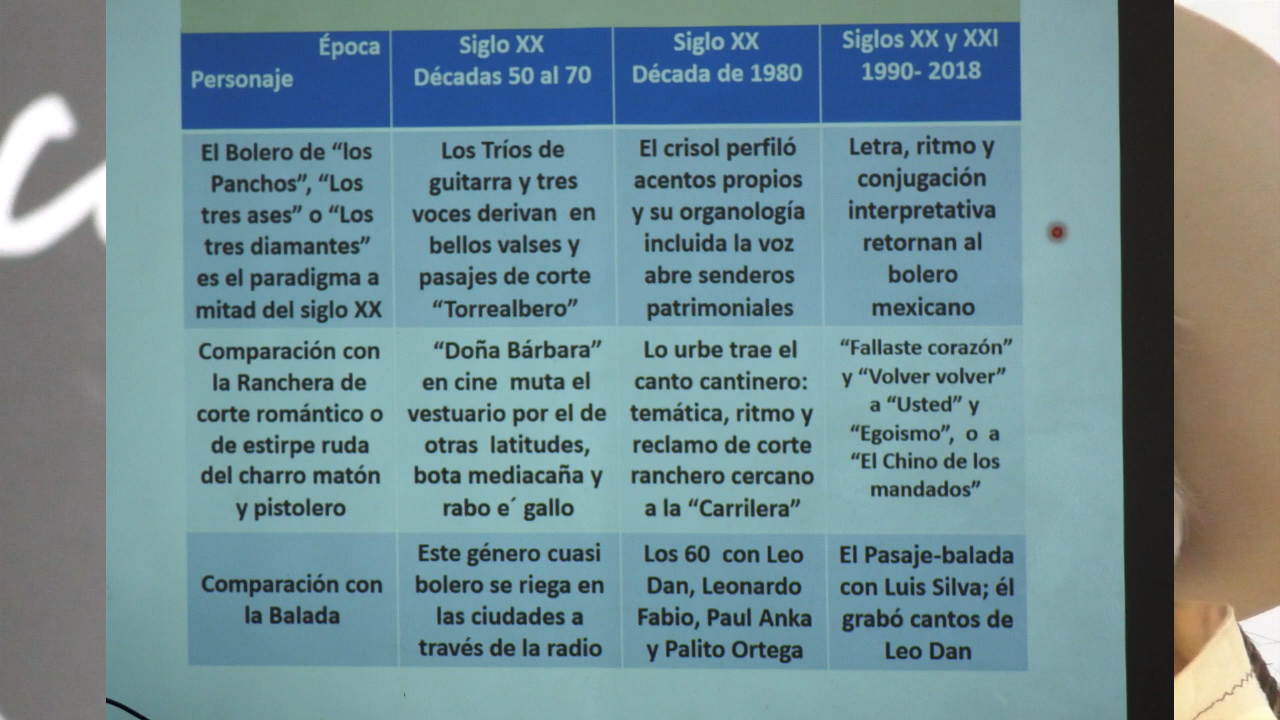 Época
Personaje
Siglo XX
Décadas 50 al 70
Siglo XX
Década de 1980
Siglos XX y XXI
1990- 2018
El Bolero de “los
Panchos”, “Los
tres ases” o “Los
tres diamantes”
es el paradigma a
mitad del siglo XX
Los Tríos de
guitarra y tres
voces derivan en
bellos valses y
pasajes de corte
“Torrealbero”
El crisol perfiló
acentos propios
y su organología
incluida la voz
abre senderos
patrimoniales
Letra, ritmo y
conjugación
interpretativa
retornan al
bolero
mexicano
Comparación con
la Ranchera de
corte romántico o
de estirpe ruda
del charro matón
y pistolero
“Doña Bárbara”
en cine muta el
vestuario por el de
otras latitudes,
bota mediacaña y
rabo e´ gallo
Lo urbe trae el
canto cantinero:
temática, ritmo y
reclamo de corte
ranchero cercano
a la “Carrilera”
“Fallaste corazón”
y “Volver volver”
a “Usted” y
“Egoismo”, o a
“El Chino de los
mandados”
Comparación con
la Balada
Este género cuasi
bolero se riega en
las ciudades a
través de la radio
Los 60 con Leo
Dan, Leonardo
Fabio, Paul Anka
y Palito Ortega
El Pasaje-balada
con Luis Silva; él
grabó cantos de
Leo Dan